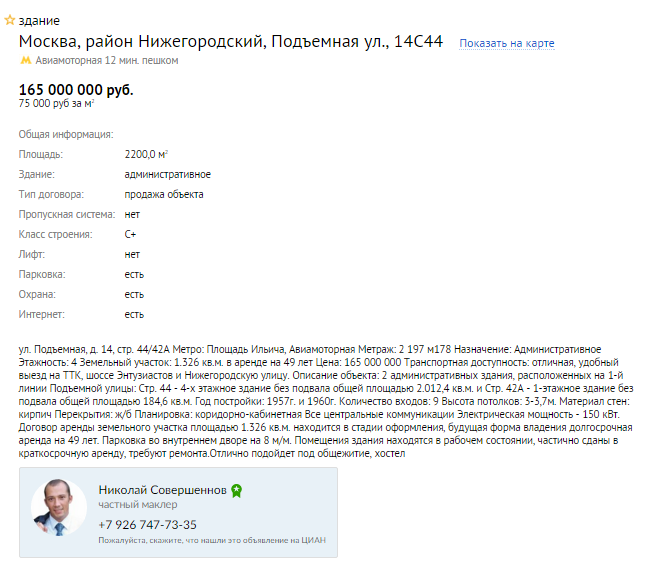 здание
Москва, район Нижегородский, Подъемная ул., 14С44 Показать на карте
Авиамоторная 12 мин. пешком
165 000 000 руб.
75 000 руб за м²
Общая информация:
Площадь: 2200,0 м²
Здание: административное
Тип договора: продажа объекта
Пропускная система: нет
Класс строения: C+
Лифт: нет
Парковка: есть
Охрана: есть
Интернет: есть
ул. Подъемная, д. 14, стр. 44/42А Метро: Площадь Ильича, Авиамоторная Метраж: 2 197 м178 Назначение: Административное
Этажность: 4 Земельный участок: 1.326 кв.м. в аренде на 49 лет Цена: 165 000 000 Транспортная доступность: отличная, удобный
выезд на ТТК, шоссе Энтузиастов и Нижегородскую улицу. Описание объекта: 2 административных здания, расположенных на 1-й
линии Подъемной улицы: Стр. 44 - 4-х этажное здание без подвала общей площадью 2.012,4 кв.м. и Стр. 42А - 1-этажное здание без
подвала общей площадью 184,6 кв.м. Год постройки: 1957г. и 1960г. Количество входов: 9 Высота потолков: 3-3,7м. Материал стен:
кирпич Перекрытия: ж/б Планировка: коридорно-кабинетная Все центральные коммуникации Электрическая мощность - 150 кВт.
Договор аренды земельного участка площадью 1.326 кв.м. находится в стадии оформления, будущая форма владения долгосрочная
аренда на 49 лет. Парковка во внутреннем дворе на 8 м/м. Помещения здания находятся в рабочем состоянии, частично сданы в
краткосрочную аренду, требуют ремонта.Отлично подойдет под общежитие, хостел
Николай Совершеннов
частный маклер
+7 926 747-73-35
Пожалуйста, скажите, что нашли это объявление на ЦИАН